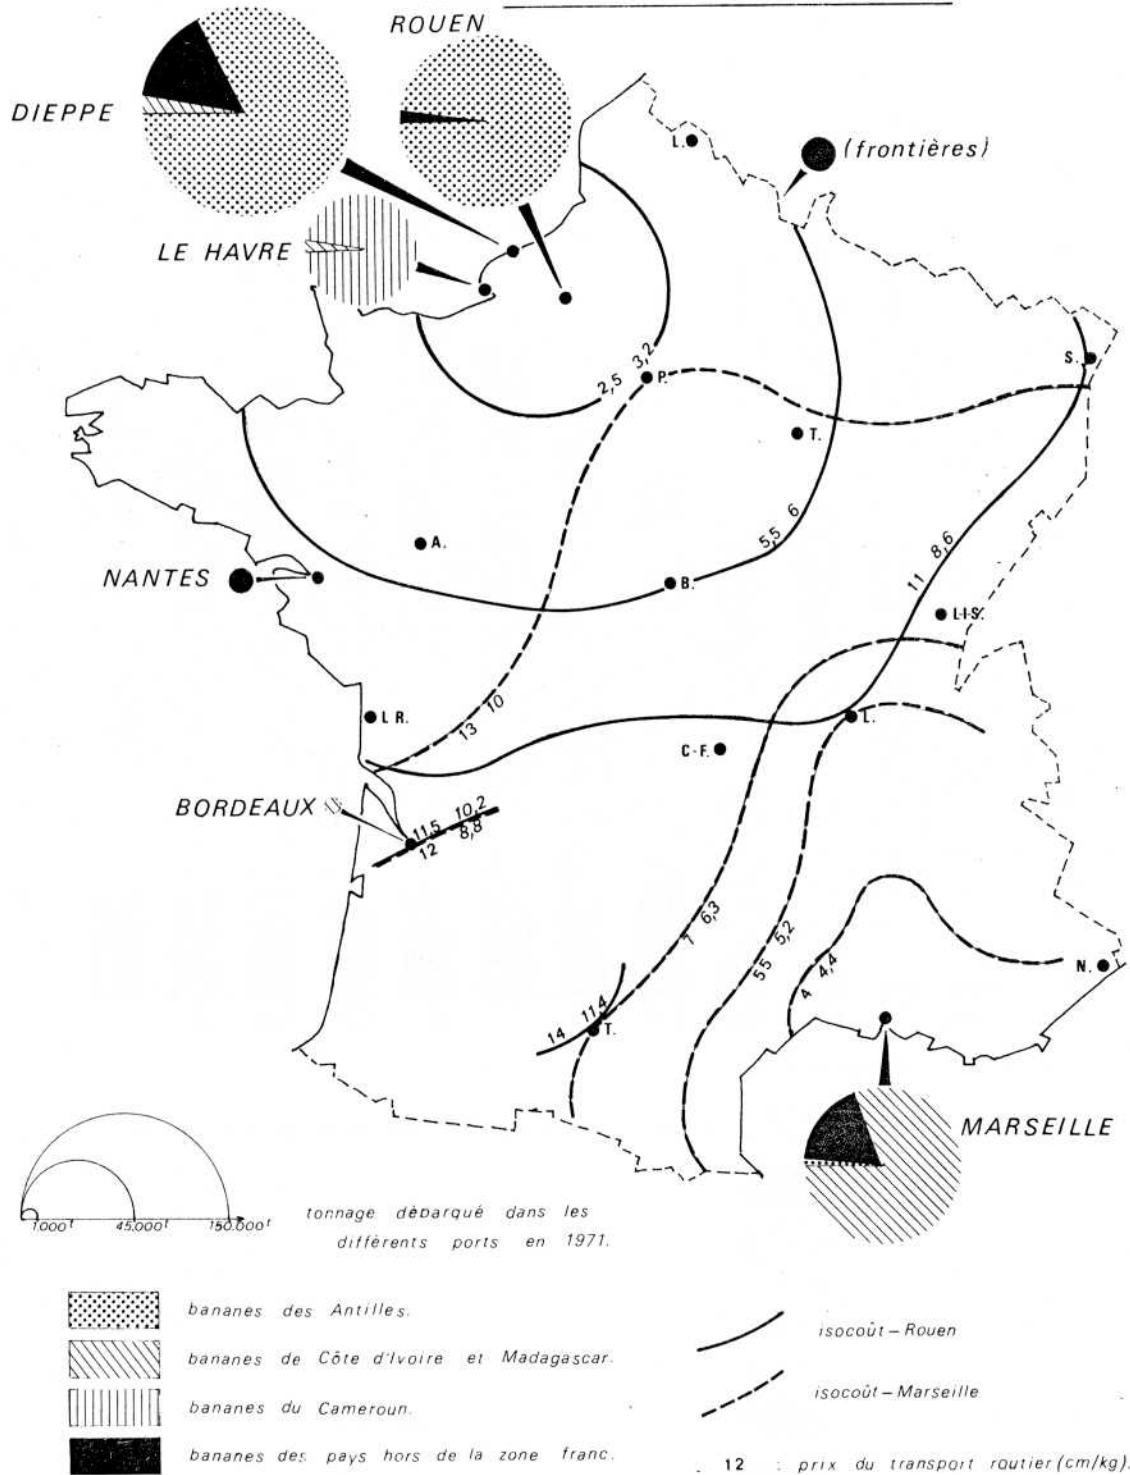 ROUEN
DIEPPE
L.
(frontières)
LE HAVRE
S.
2,5 3,2
P.
T.
5,5 6
A.
11 8,6
NANTES
B.
L-I-S.
L R.
13 10
L.
C-F.
BORDEAUX
11,5 10,2
12 8,8
7 6,3
5,2
5,5
4 4,4
N.
14 11,4
T.
MARSEILLE
1.000t 45.000t 150.000t
tonnage débarqué dans les
différents ports en 1971.
bananes des Antilles.
isocoût - Rouen
bananes de Côte d'Ivoire et Madagascar.
isocoût - Marseille
bananes du Cameroun.
bananes des pays hors de la zone franc.
12 : prix du transport routier (cm/kg).